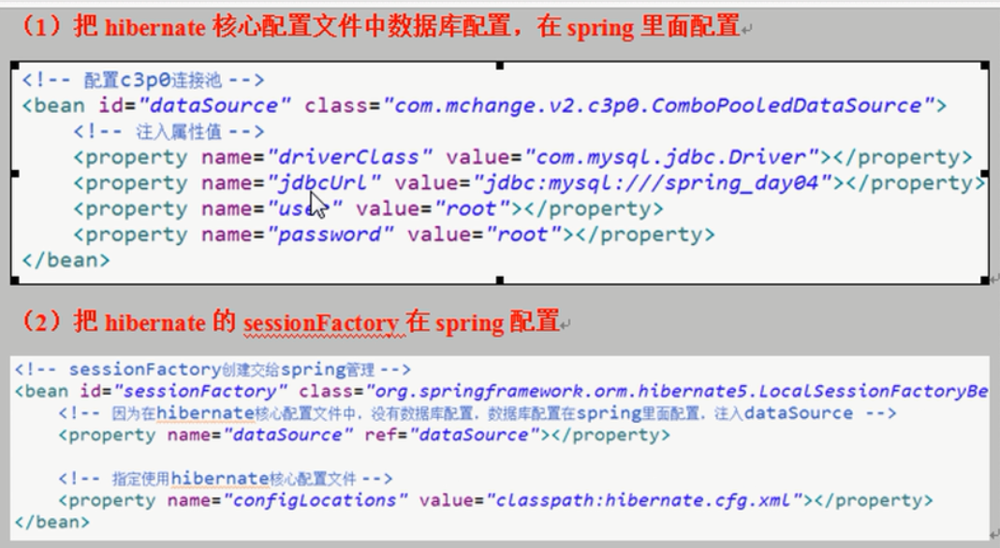 （1）把 hibernate 核心配置文件中数据库配置，在 spring 里面配置
<!-- 配置c3p0连接池 -->
<bean id="dataSource" class="com.mchange.v2.c3p0.ComboPooledDataSource">
<!-- 注入属性值 -->
<property name="driverClass" value="com.mysql.jdbc.Driver"></property>
<property name="jdbcUrl" value="jdbc:mysql:///spring_day04"></property>
<property name="user" value="root"></property>
<property name="password" value="root"></property>
</bean>
（2）把 hibernate 的 sessionFactory 在 spring 配置
<!-- sessionFactory创建交给spring管理 -->
<bean id="sessionFactory" class="org.springframework.orm.hibernate5.LocalSessionFactoryBe
<!-- 因为在hibernate核心配置文件中，没有数据库配置，数据库配置在spring里面配置，注入dataSource -->
<property name="dataSource" ref="dataSource"></property>
<!-- 指定使用hibernate核心配置文件 -->
<property name="configLocations" value="classpath:hibernate.cfg.xml"></property>
</bean>